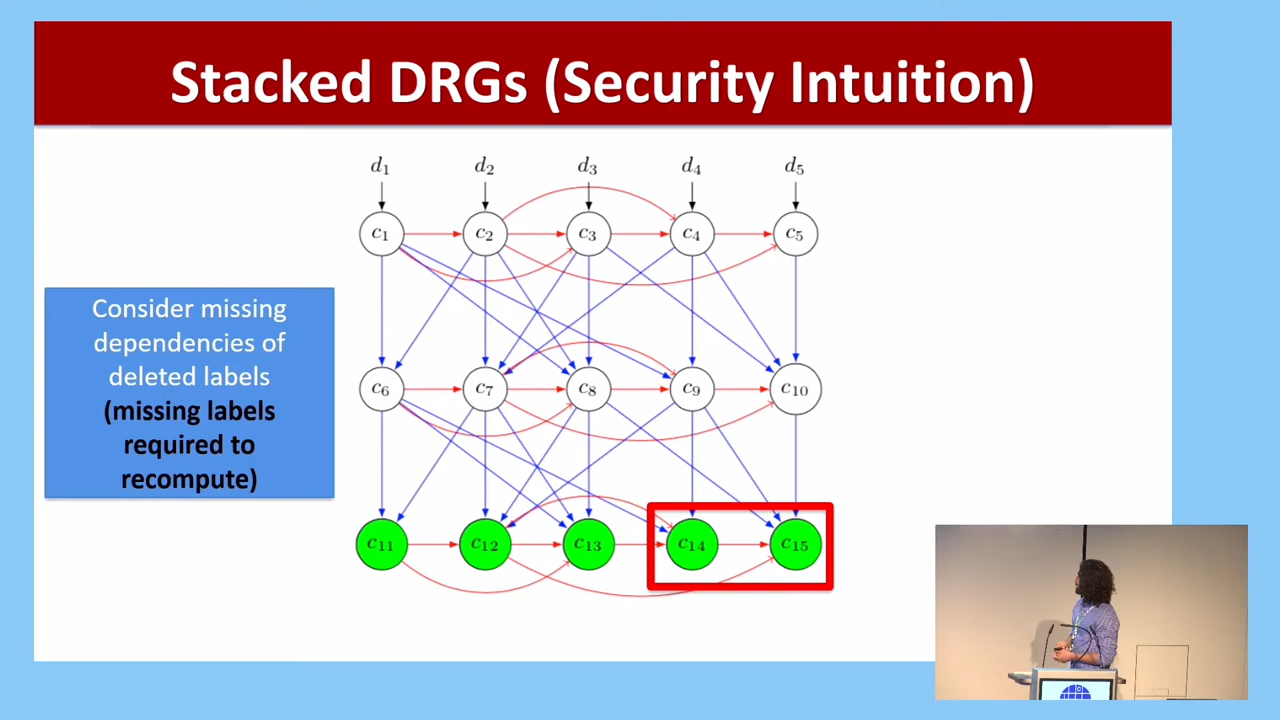 Stacked DRGs (Security Intuition)
d₁ d₂ d₃ d₄ d₅
c₁ c₂ c₃ c₄ c₅
Consider missing
dependencies of
deleted labels
(missing labels
required to
recompute)
c₆ c₇ c₈ c₉ c₁₀
c₁₁ c₁₂ c₁₃ c₁₄ c₁₅